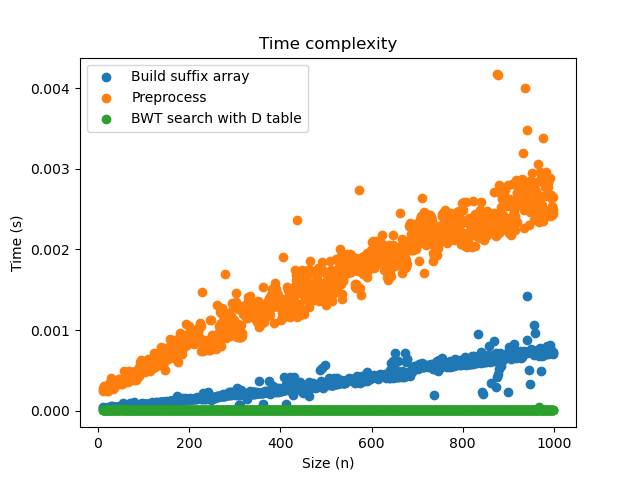 Time complexity
Build suffix array
Preprocess
BWT search with D table
0.004
0.003
0.002
0.001
0.000
Time (s)
0 200 400 600 800 1000
Size (n)